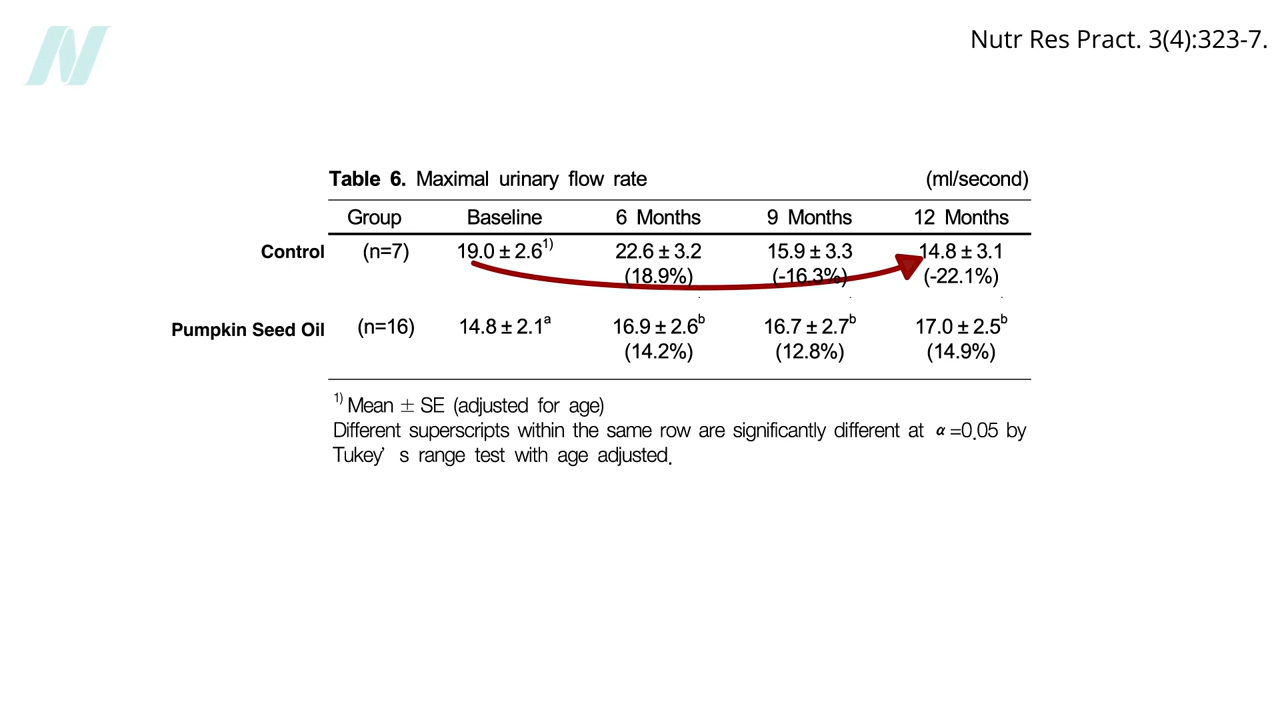 Nutr Res Pract. 3(4):323-7.
Table 6. Maximal urinary flow rate (ml/second)
Group Baseline 6 Months 9 Months 12 Months
Control (n=7) 19.0 ± 2.6 1) 22.6 ± 3.2 15.9 ± 3.3 14.8 ± 3.1
(18.9%) (-16.3%) (-22.1%)
Pumpkin Seed Oil (n=16) 14.8 ± 2.1a 16.9 ± 2.6b 16.7 ± 2.7b 17.0 ± 2.5b
(14.2%) (12.8%) (14.9%)
1) Mean ± SE (adjusted for age)
Different superscripts within the same row are significantly different at α=0.05 by
Tukey’ s range test with age adjusted.